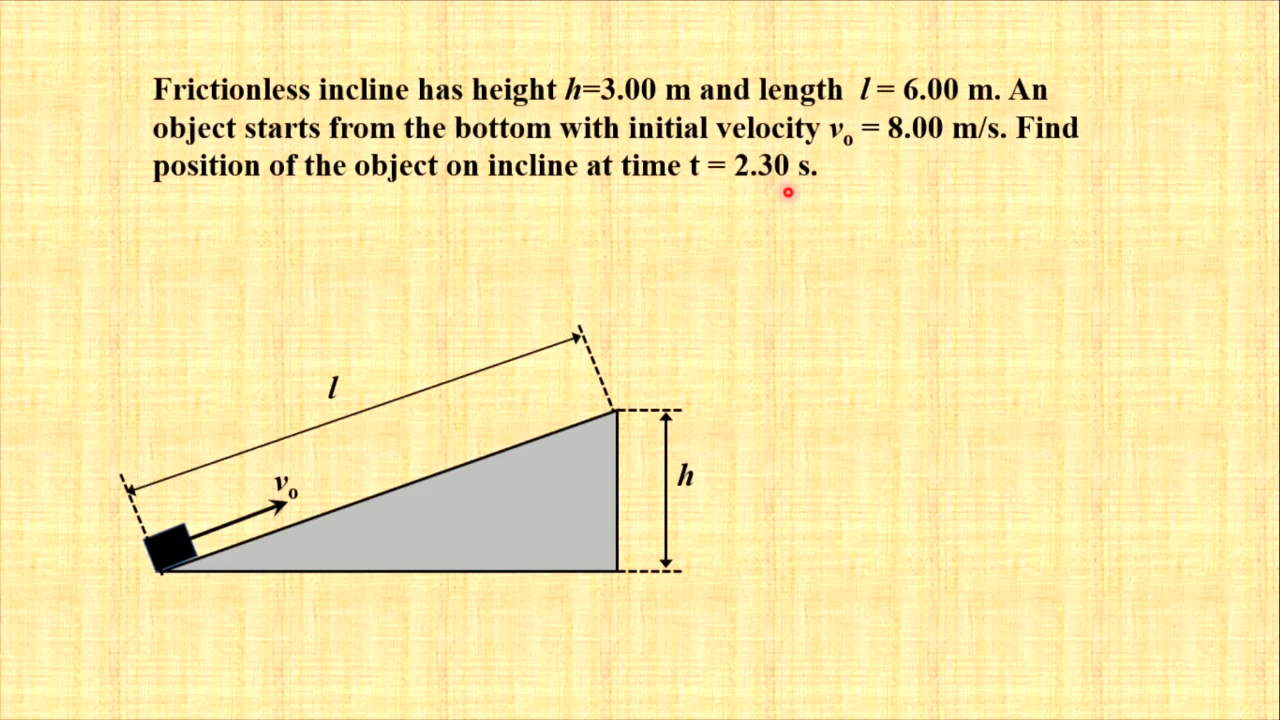 Frictionless incline has height h=3.00 m and length l = 6.00 m. An
object starts from the bottom with initial velocity vo = 8.00 m/s. Find
position of the object on incline at time t = 2.30 s.
l
vo
h